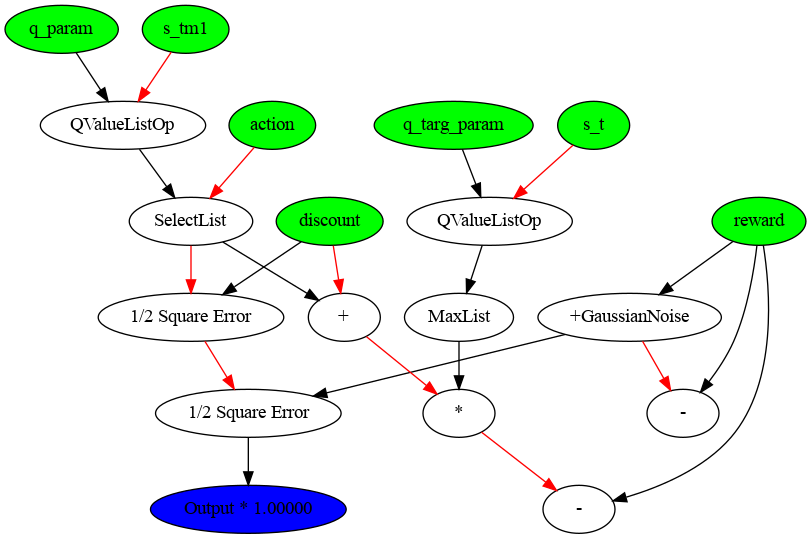 q_param
s_tm1
QValueListOp
action
q_targ_param
s_t
SelectList
discount
QValueListOp
reward
1/2 Square Error
+
MaxList
+GaussianNoise
1/2 Square Error
*
-
Output * 1.00000
-